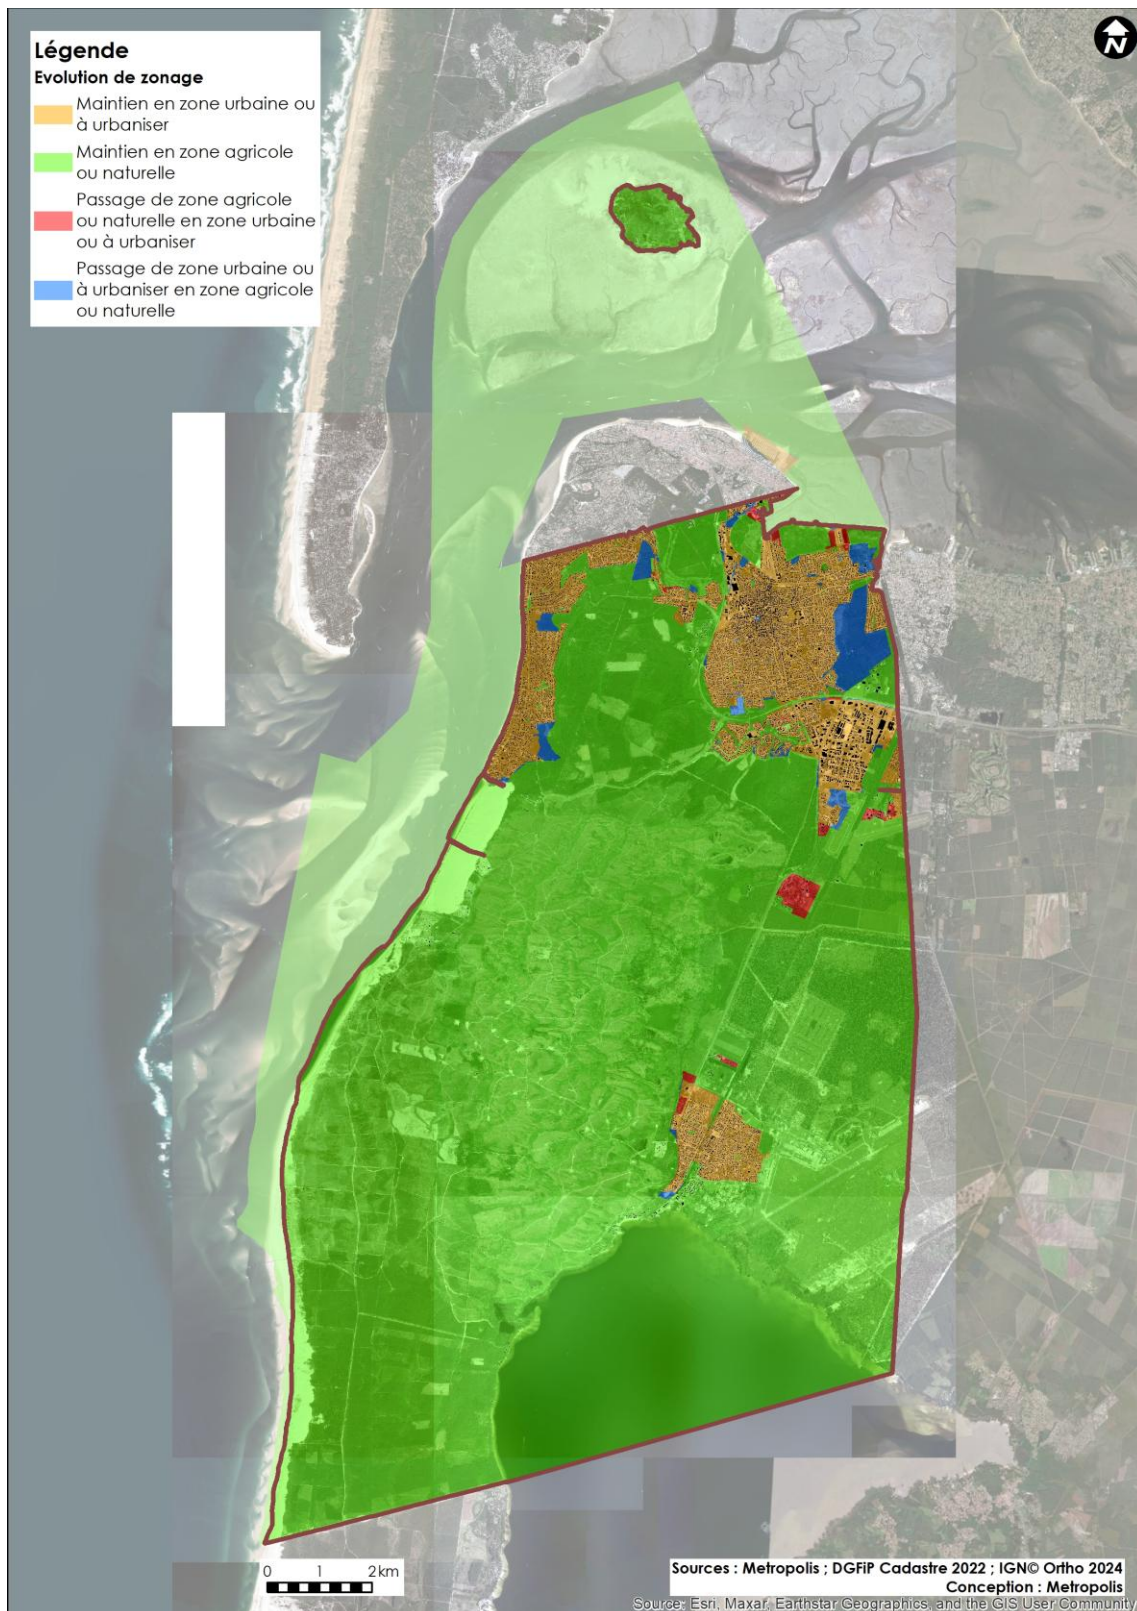 Légende
Evolution de zonage
Maintien en zone urbaine ou
à urbaniser
Maintien en zone agricole
ou naturelle
Passage de zone agricole
ou naturelle en zone urbaine
ou à urbaniser
Passage de zone urbaine ou
à urbaniser en zone agricole
ou naturelle
N
0 1 2 km
Sources : Metropolis ; DGFiP Cadastre 2022 ; IGN© Ortho 2024
Conception : Metropolis
Source: Esri, Maxar, Earthstar Geographics, and the GIS User Community